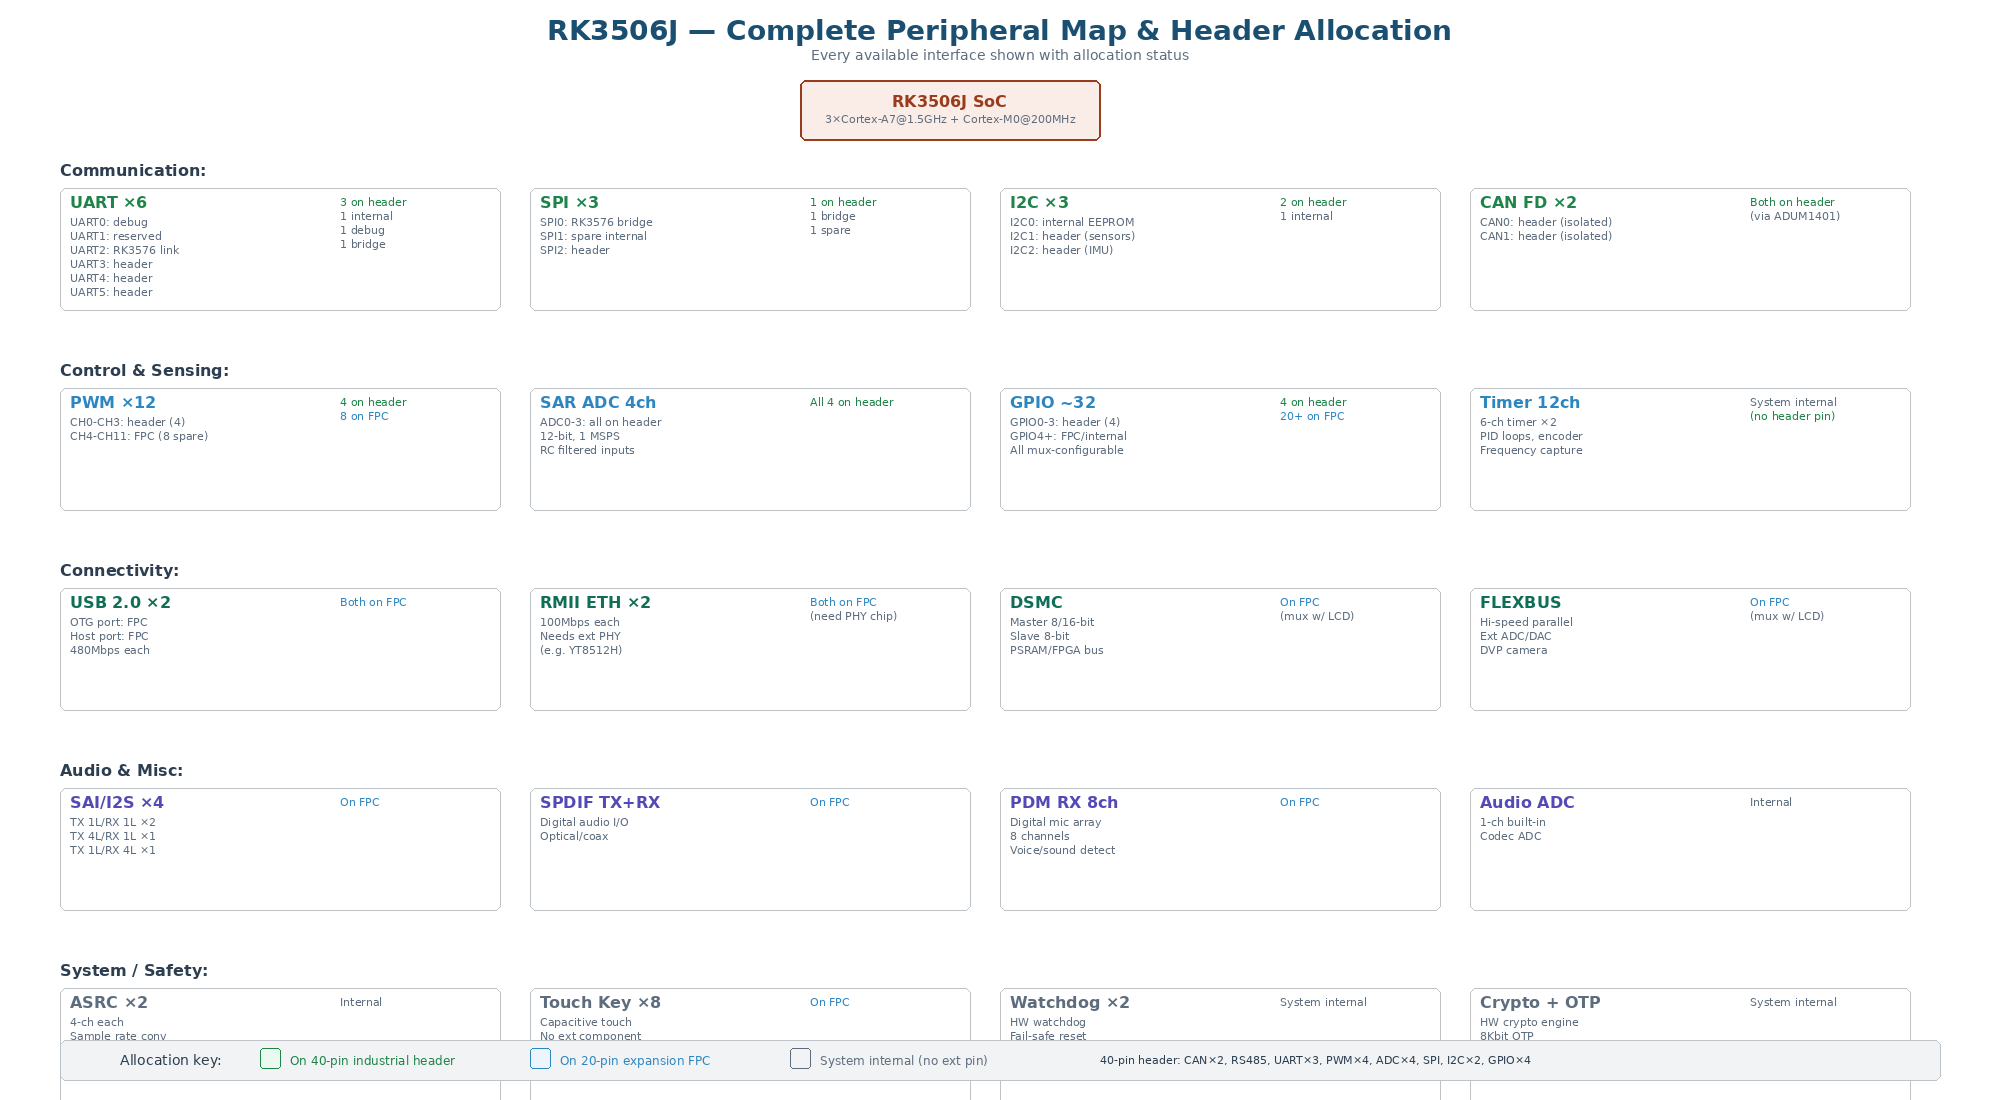 RK3506J — Complete Peripheral Map & Header Allocation
Every available interface shown with allocation status
RK3506J SoC
3×Cortex-A7@1.5GHz + Cortex-M0@200MHz
Communication:
UART ×6
3 on header
1 internal
1 debug
1 bridge
UART0: debug
UART1: reserved
UART2: RK3576 link
UART3: header
UART4: header
UART5: header
SPI ×3
1 on header
1 bridge
1 spare
SPI0: RK3576 bridge
SPI1: spare internal
SPI2: header
I2C ×3
2 on header
1 internal
I2C0: internal EEPROM
I2C1: header (sensors)
I2C2: header (IMU)
CAN FD ×2
Both on header
(via ADUM1401)
CAN0: header (isolated)
CAN1: header (isolated)
Control & Sensing:
PWM ×12
4 on header
8 on FPC
CH0-CH3: header (4)
CH4-CH11: FPC (8 spare)
SAR ADC 4ch
All 4 on header
ADC0-3: all on header
12-bit, 1 MSPS
RC filtered inputs
GPIO ~32
4 on header
20+ on FPC
GPIO0-3: header (4)
GPIO4+: FPC/internal
All mux-configurable
Timer 12ch
System internal
(no header pin)
6-ch timer ×2
PID loops, encoder
Frequency capture
Connectivity:
USB 2.0 ×2
Both on FPC
OTG port: FPC
Host port: FPC
480Mbps each
RMII ETH ×2
Both on FPC
(need PHY chip)
100Mbps each
Needs ext PHY
(e.g. YT8512H)
DSMC
On FPC
(mux w/ LCD)
Master 8/16-bit
Slave 8-bit
PSRAM/FPGA bus
FLEXBUS
On FPC
(mux w/ LCD)
Hi-speed parallel
Ext ADC/DAC
DVP camera
Audio & Misc:
SAI/I2S ×4
On FPC
TX 1L/RX 1L ×2
TX 4L/RX 1L ×1
TX 1L/RX 4L ×1
SPDIF TX+RX
On FPC
Digital audio I/O
Optical/coax
PDM RX 8ch
On FPC
Digital mic array
8 channels
Voice/sound detect
Audio ADC
Internal
1-ch built-in
Codec ADC
System / Safety:
ASRC ×2
Internal
4-ch each
Sample rate conv
Touch Key ×8
On FPC
Capacitive touch
No ext component
Watchdog ×2
System internal
HW watchdog
Fail-safe reset
Crypto + OTP
System internal
HW crypto engine
8Kbit OTP
Allocation key:
On 40-pin industrial header
On 20-pin expansion FPC
System internal (no ext pin)
40-pin header: CAN×2, RS485, UART×3, PWM×4, ADC×4, SPI, I2C×2, GPIO×4